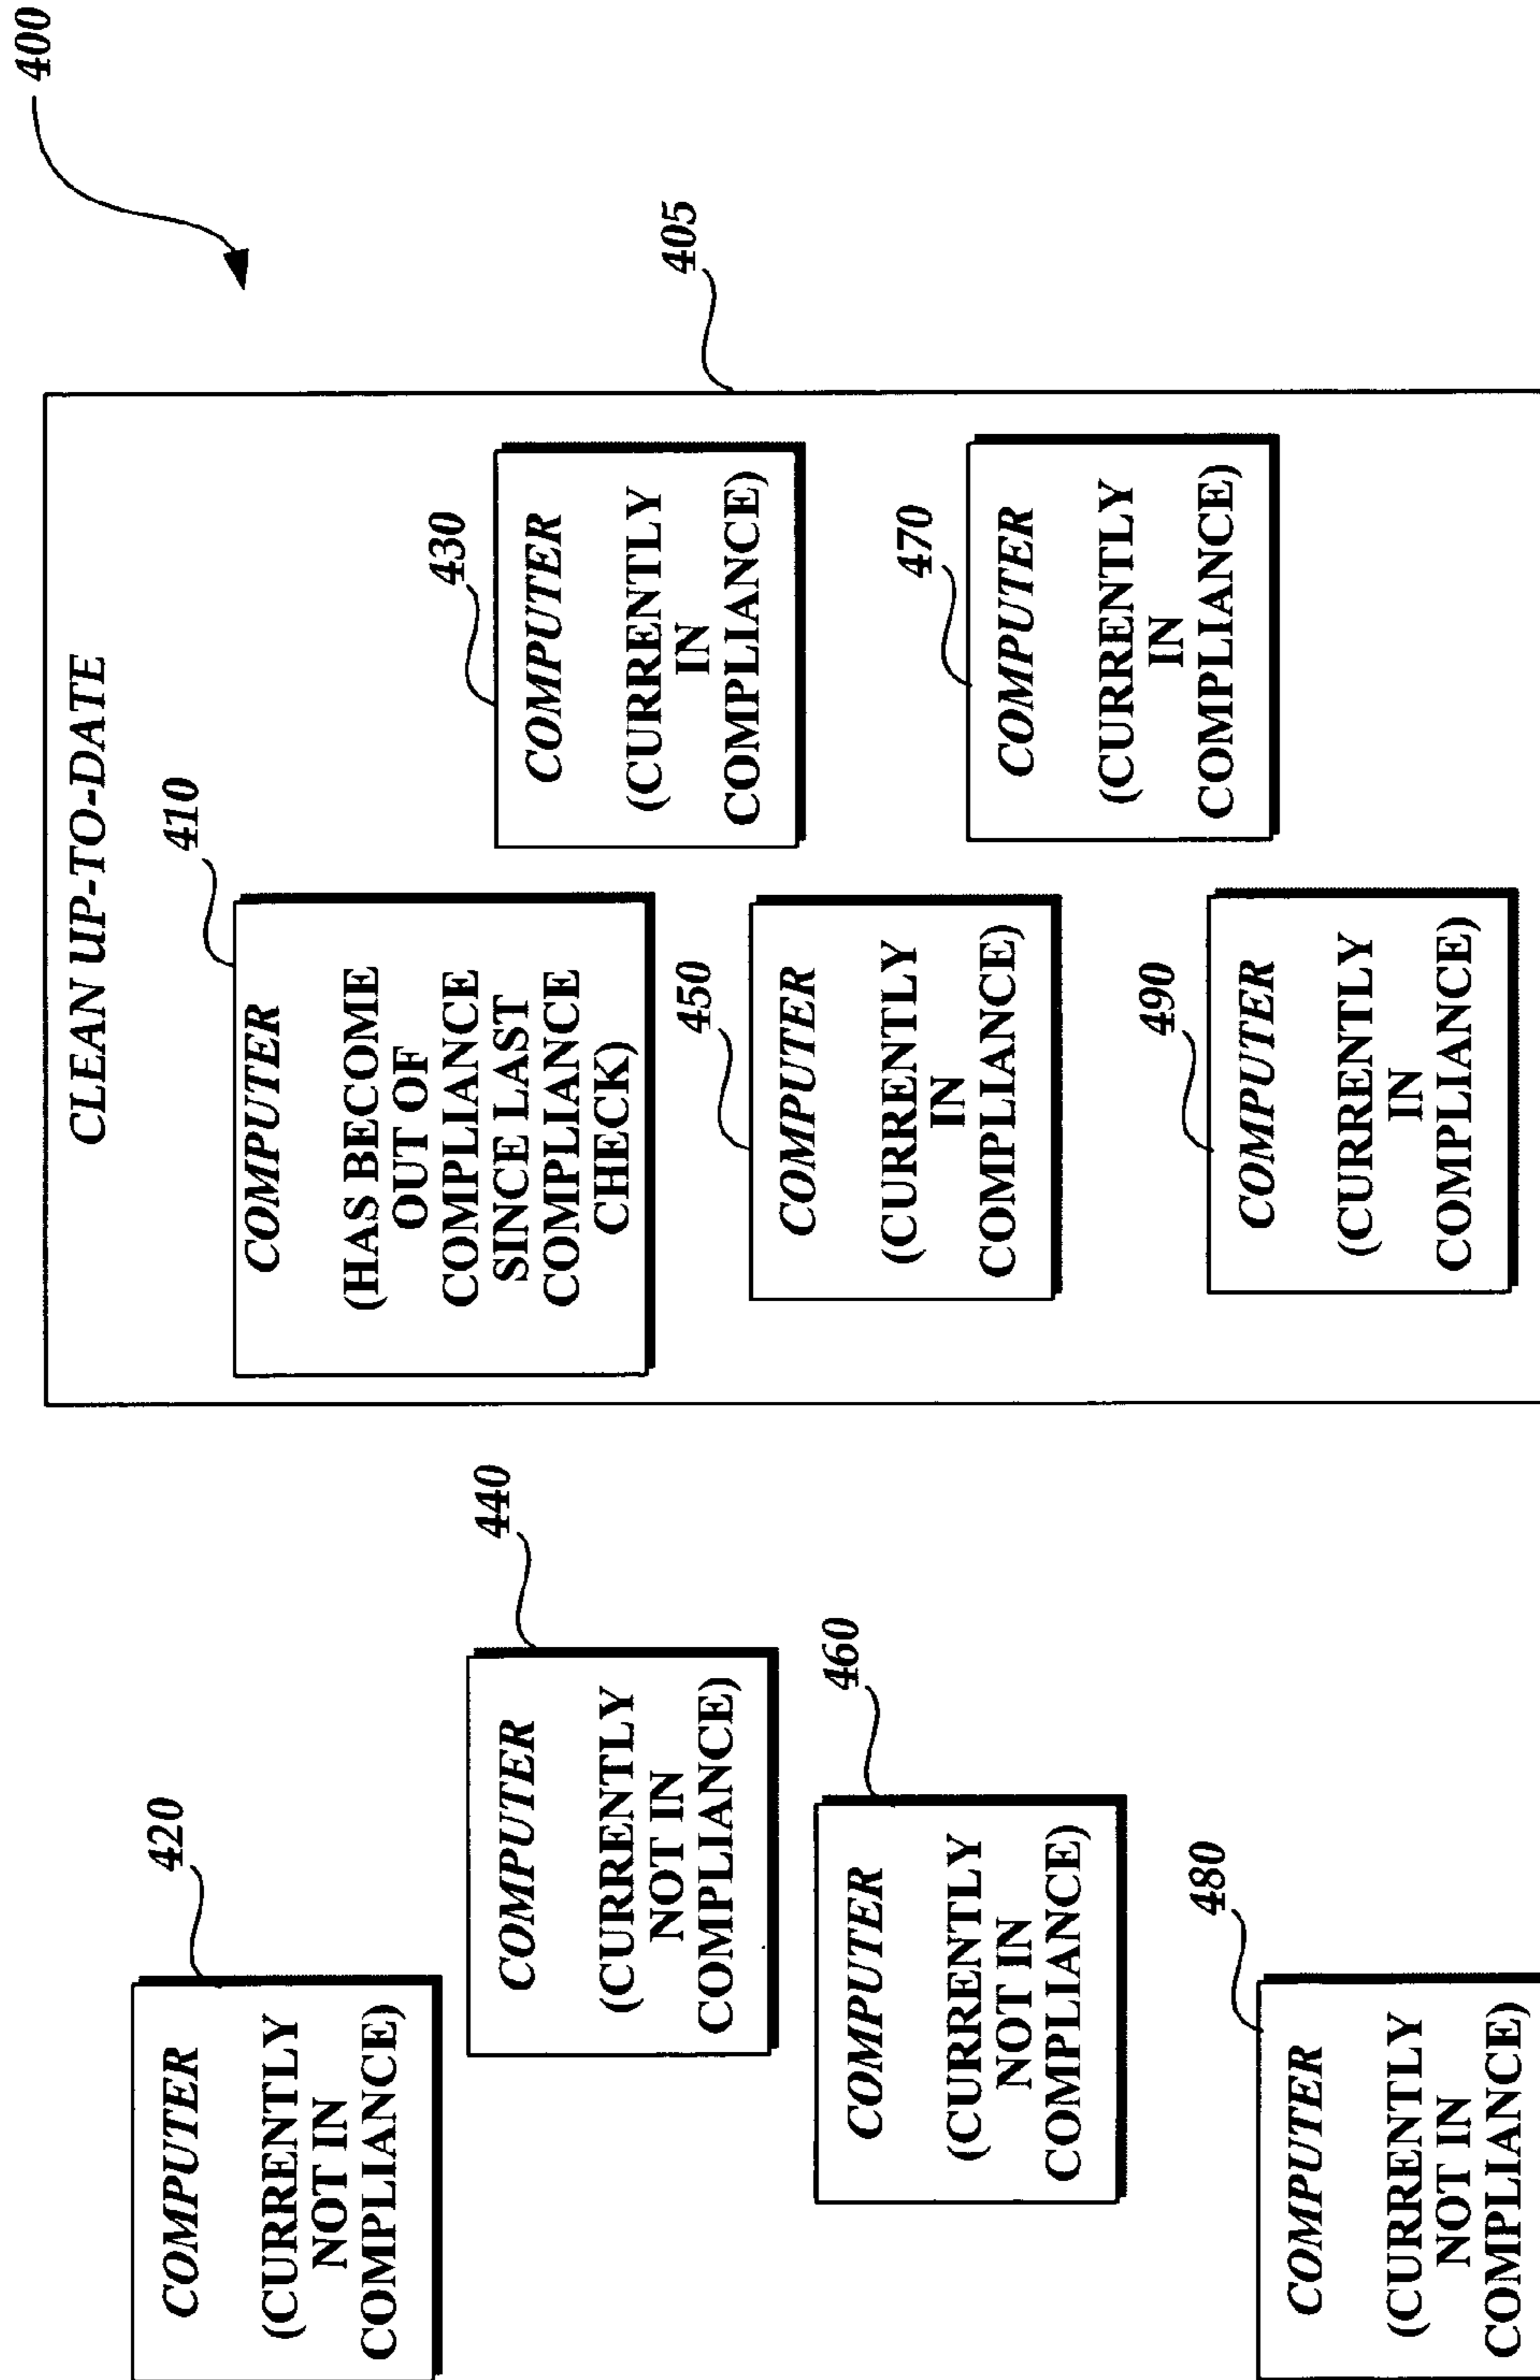 400
405
CLEAN UP-TO-DATE
410
COMPUTER
(HAS BECOME
OUT OF
COMPLIANCE
SINCE LAST
COMPLIANCE
CHECK)
430
COMPUTER
(CURRENTLY
IN
COMPLIANCE)
450
COMPUTER
(CURRENTLY
IN
COMPLIANCE)
470
COMPUTER
(CURRENTLY
IN
COMPLIANCE)
490
COMPUTER
(CURRENTLY
IN
COMPLIANCE)
420
COMPUTER
(CURRENTLY
NOT IN
COMPLIANCE)
440
COMPUTER
(CURRENTLY
NOT IN
COMPLIANCE)
460
COMPUTER
(CURRENTLY
NOT IN
COMPLIANCE)
480
COMPUTER
(CURRENTLY
NOT IN
COMPLIANCE)